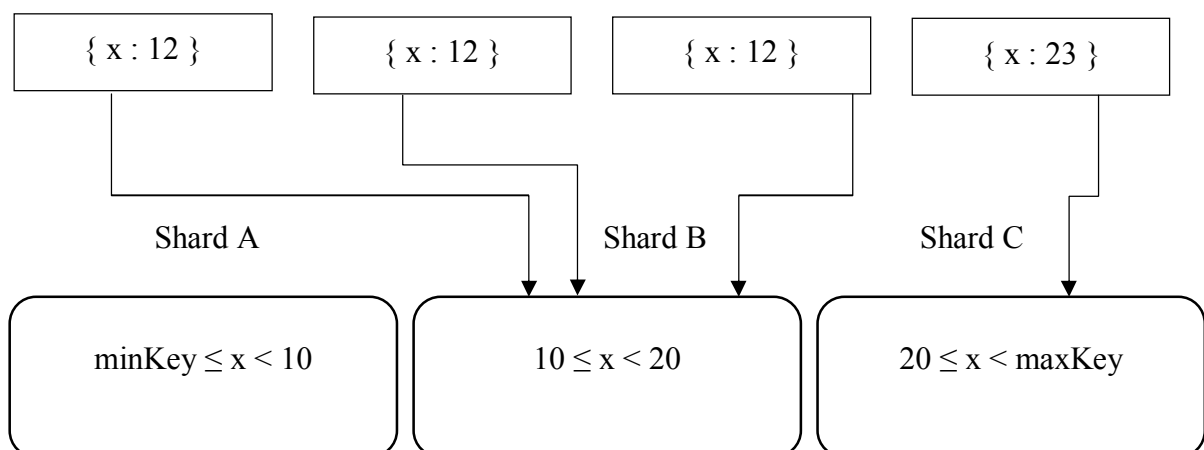 { x : 12 } { x : 12 } { x : 12 } { x : 23 }
Shard A Shard B Shard C
minKey ≤ x < 10 10 ≤ x < 20 20 ≤ x < maxKey